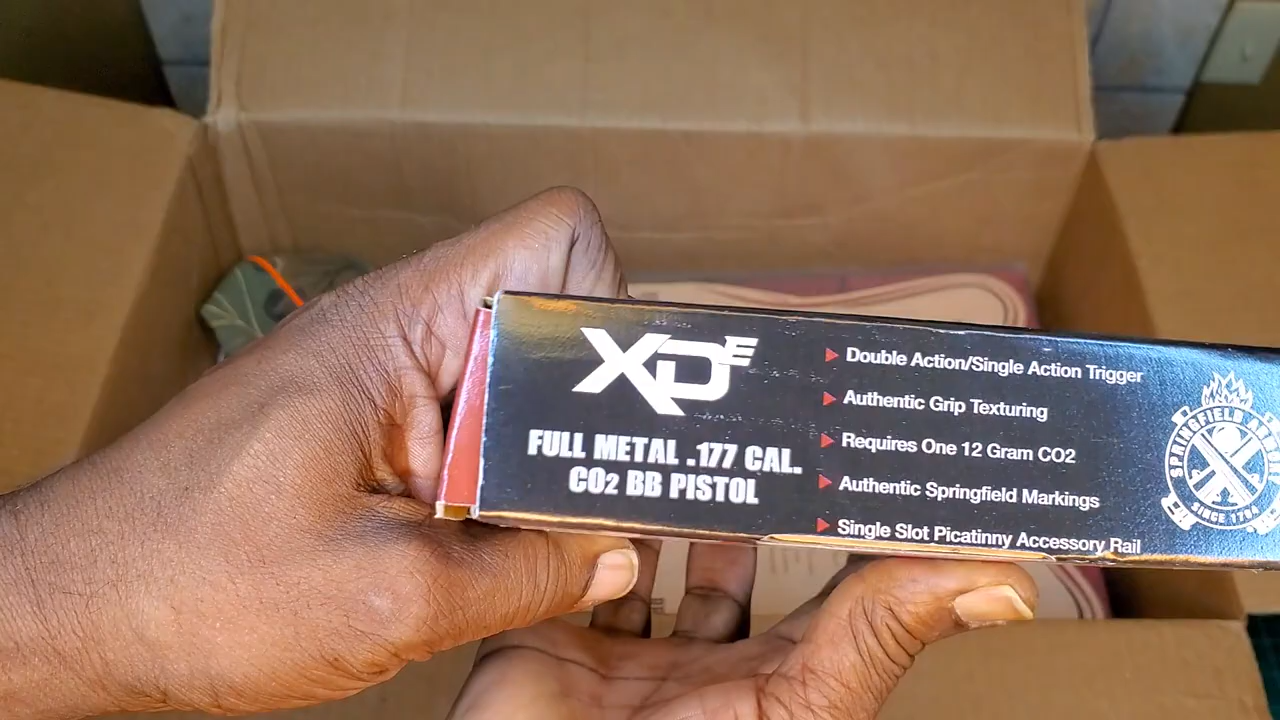 XDE
FULL METAL .177 CAL.
CO2 BB PISTOL
Double Action/Single Action Trigger
Authentic Grip Texturing
Requires One 12 Gram CO2
Authentic Springfield Markings
Single Slot Picatinny Accessory Rail
SPRINGFIELD
SINCE 1794